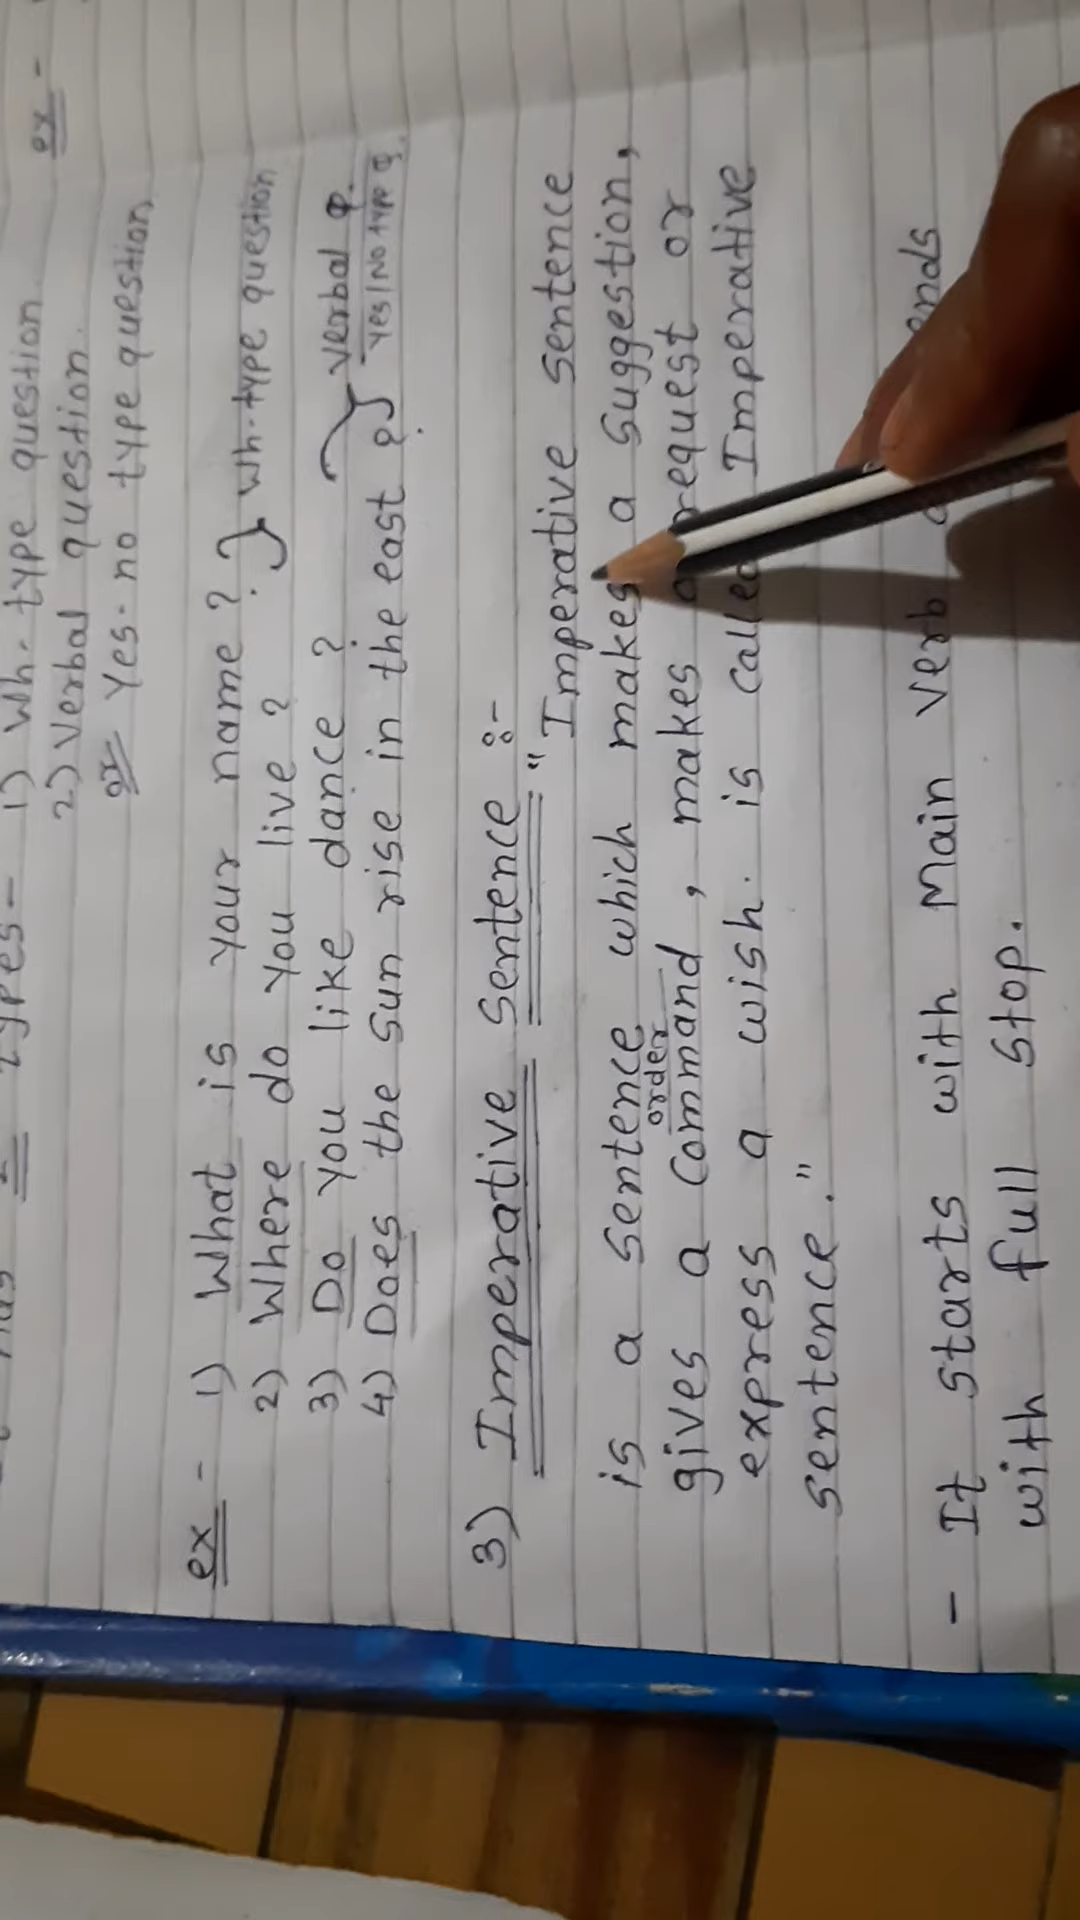 types -
1) Wh- type question
ex -
2) Verbal question.
ex Yes- no type question
ex - 1) What is your name ? } Wh-type question
2) Where do you live ?
3) Do you like dance ? } verbal Q.
4) Does the sun rise in the east ? Yes/No type Q.
3) Imperative sentence :-
"Imperative sentence
is a sentence which makes a suggestion,
order
gives a command, makes request or
express a wish. is called Imperative
sentence."
- It starts with Main verb ends
with full stop.